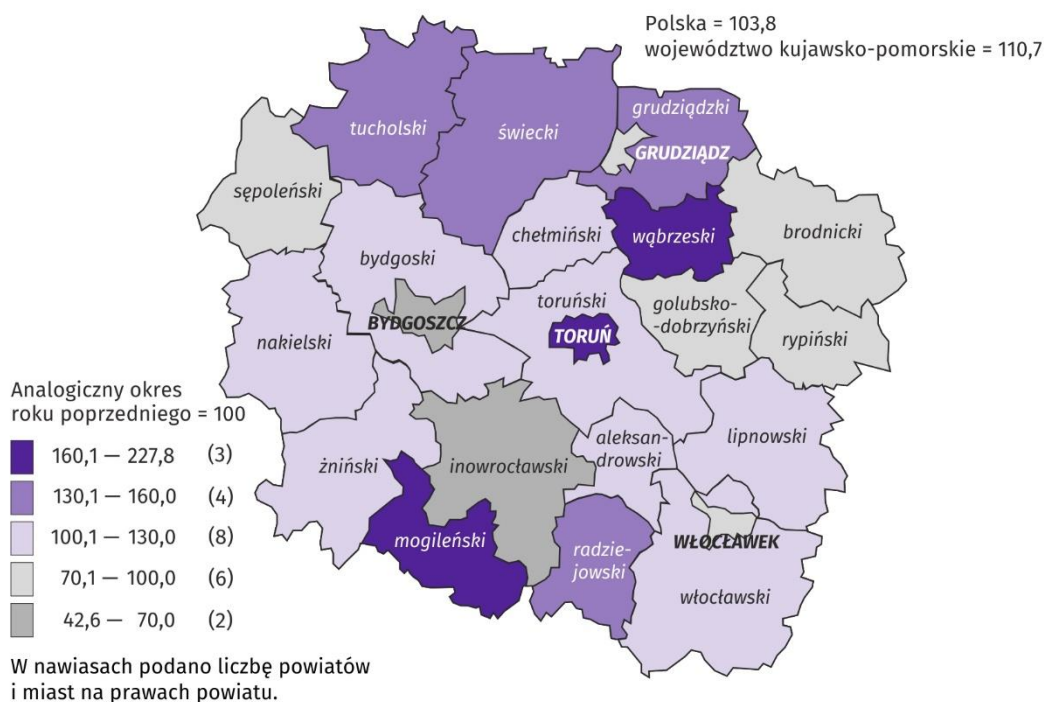 Polska = 103,8
województwo kujawsko-pomorskie = 110,7
grudziądzki
tucholski
świecki
GRUDZIĄDZ
sępoleński
chełmiński
wąbrzeski
brodnicki
bydgoski
toruński
golubsko-
-dobrzyński
BYDGOSZCZ
TORUŃ
nakielski
rypiński
Analogiczny okres
roku poprzedniego = 100
160,1 — 227,8 (3)
130,1 — 160,0 (4)
100,1 — 130,0 (8)
70,1 — 100,0 (6)
42,6 — 70,0 (2)
żniński
inowrocławski
aleksan-
drowski
lipnowski
mogileński
radzie-
jowski
WŁOCŁAWEK
włocławski
W nawiasach podano liczbę powiatów
i miast na prawach powiatu.